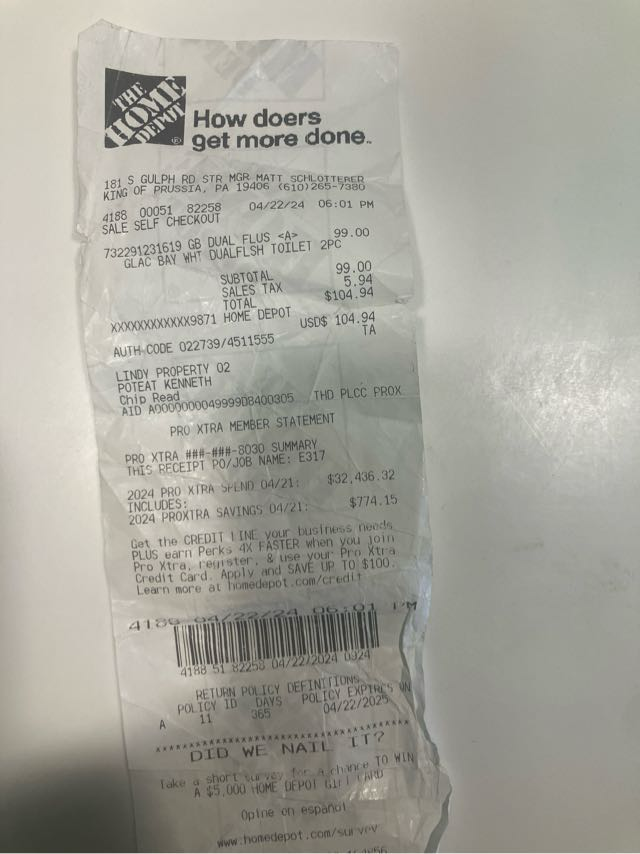 THE
HOME
DEPOT
®
How doers
get more done™
181 S GULPH RD STR MGR MATT SCHLOTTERER
KING OF PRUSSIA, PA 19406 (610)265-7380
4188 00051 82258 04/22/24 06:01 PM
SALE SELF CHECKOUT
732291231619 GB DUAL FLUS <A> 99.00
GLAC BAY WHT DUALFLSH TOILET 2PC
SUBTOTAL 99.00
SALES TAX 5.94
TOTAL $104.94
XXXXXXXXXXXX9871 HOME DEPOT
USD$ 104.94
AUTH CODE 022739/4511555 TA
LINDY PROPERTY 02
POTEAT KENNETH
Chip Read
AID A000000004999908400305 THD PLCC PROX
PRO XTRA MEMBER STATEMENT
PRO XTRA ###-###-8030 SUMMARY
THIS RECEIPT PO/JOB NAME: E317
2024 PRO XTRA SPEND 04/21: $32,436.32
INCLUDES:
2024 PROXTRA SAVINGS 04/21: $774.15
Get the CREDIT LINE your business needs
PLUS earn Perks 4X FASTER when you join
Pro Xtra, register, & use your Pro Xtra
Credit Card. Apply and SAVE UP TO $100.
Learn more at homedepot.com/credit
4188 04/22/24 06:01 PM
4188 51 82258 04/22/2024 0324
RETURN POLICY DEFINITIONS
POLICY ID DAYS POLICY EXPIRES ON
A 11 365 04/22/2025
DID WE NAIL IT?
Take a short survey for a chance TO WIN
A $5,000 HOME DEPOT GIFT CARD
Opine en español
www.homedepot.com/survey